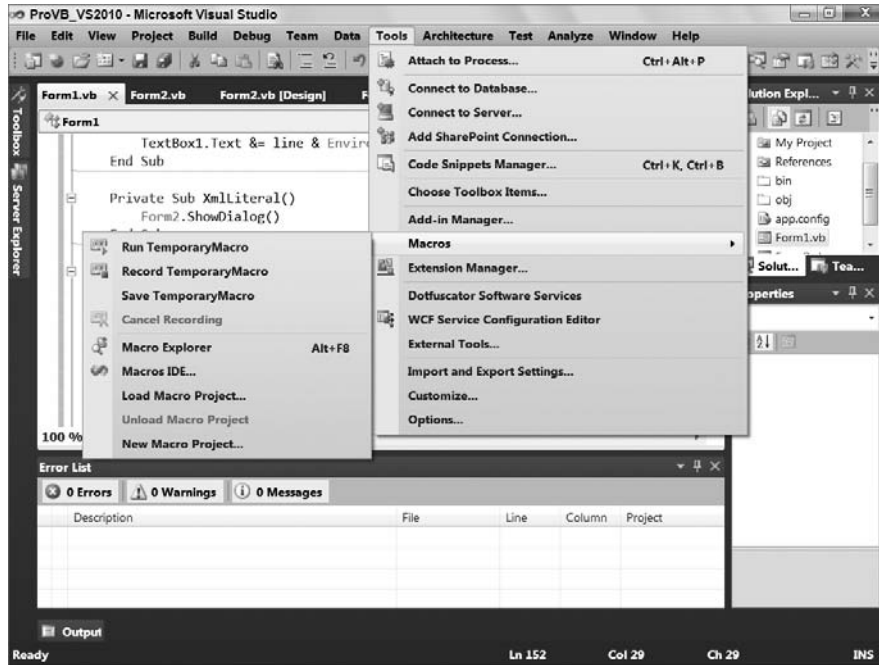 ProVB_VS2010 - Microsoft Visual Studio
File Edit View Project Build Debug Team Data Tools Architecture Test Analyze Window Help
Form1.vb Form2.vb Form2.vb [Design]
Form1
TextBox1.Text &= line & Envir
End Sub
Private Sub XmlLiteral()
Form2.ShowDialog()
100 %
Toolbox
Server Explorer
Attach to Process... Ctrl+Alt+P
Connect to Database...
Connect to Server...
Add SharePoint Connection...
Code Snippets Manager... Ctrl+K, Ctrl+B
Choose Toolbox Items...
Add-in Manager...
Macros
Extension Manager...
Dotfuscator Software Services
WCF Service Configuration Editor
External Tools...
Import and Export Settings...
Customize...
Options...
Run TemporaryMacro
Record TemporaryMacro
Save TemporaryMacro
Cancel Recording
Macro Explorer Alt+F8
Macros IDE...
Load Macro Project...
Unload Macro Project
New Macro Project...
lution Expl...
My Project
References
bin
obj
app.config
Form1.vb
Solut... Tea...
operties
Error List
0 Errors 0 Warnings 0 Messages
Description File Line Column Project
Output
Ready Ln 152 Col 29 Ch 29 INS